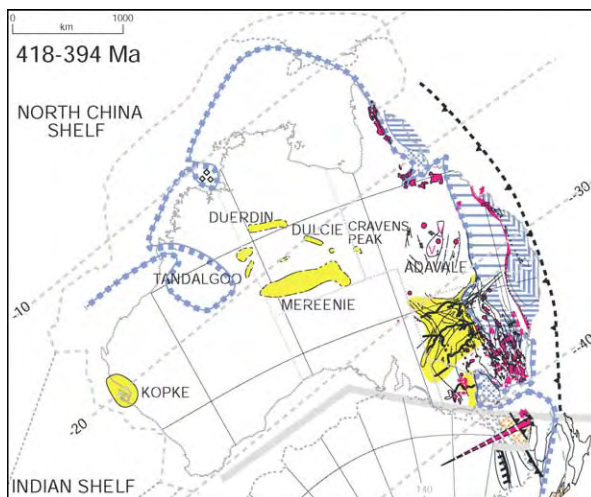 0 1000
km
418-394 Ma
NORTH CHINA
SHELF
-30
DUERDIN
DULCIE
CRAVENS
PEAK
TANDALGOO
ADAVALE
MEREENIE
-10
-40
KOPKE
-20
INDIAN SHELF
140